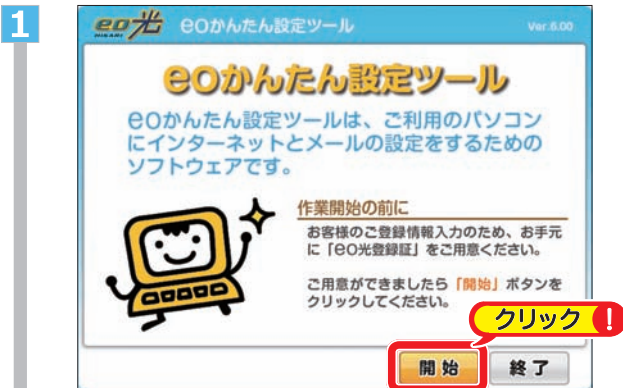 1
eo光 eoかんたん設定ツール Ver.6.00
HIKARI
eoかんたん設定ツール
eoかんたん設定ツールは、ご利用のパソコン
にインターネットとメールの設定をするための
ソフトウェアです。
作業開始の前に
お客様のご登録情報入力のため、お手元
に「eo光登録証」をご用意ください。
ご用意ができましたら「開始」ボタンを
クリックしてください。
クリック !
開始 終了